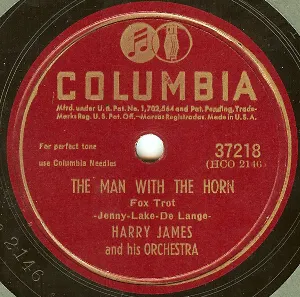 COLUMBIA
Mfrd. under U.S. Pat. No. 1,702,564 and Pat. Pending, Trade-
Marks Reg. U.S. Pat. Off.-Marcas Registradas. Made in U.S.A.
For perfect tone
use Columbia Needles
37218
(HCO 2146)
THE MAN WITH THE HORN
Fox Trot
-Jenny-Lake-De Lange-
HARRY JAMES
and his ORCHESTRA
2146